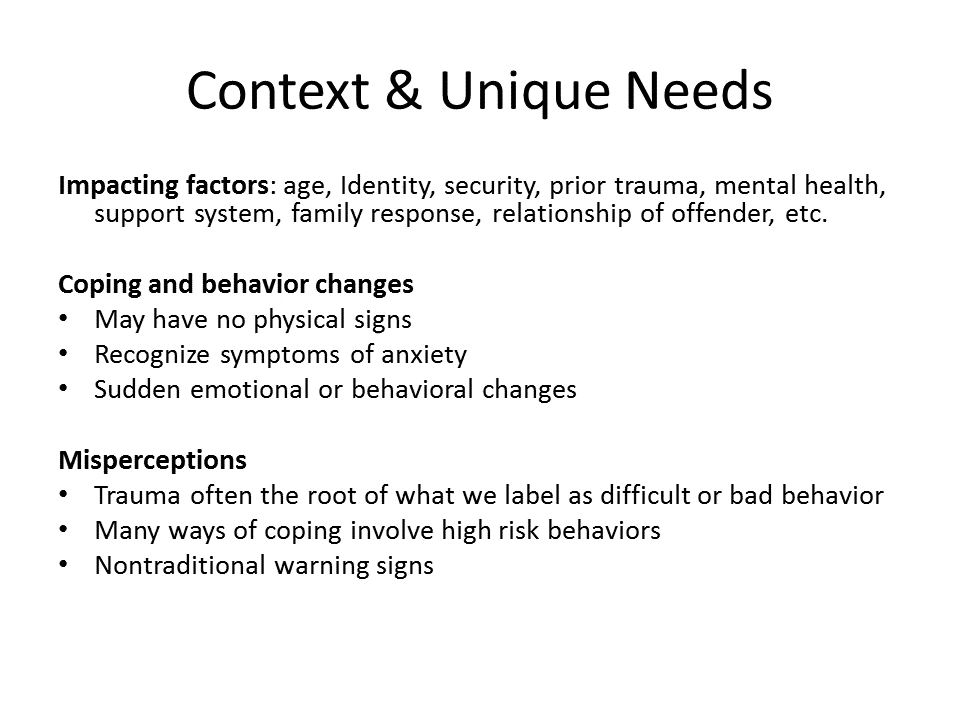 Context & Unique Needs
Impacting factors: age, Identity, security, prior trauma, mental health,
support system, family response, relationship of offender, etc.
Coping and behavior changes
• May have no physical signs
• Recognize symptoms of anxiety
• Sudden emotional or behavioral changes
Misperceptions
• Trauma often the root of what we label as difficult or bad behavior
• Many ways of coping involve high risk behaviors
• Nontraditional warning signs